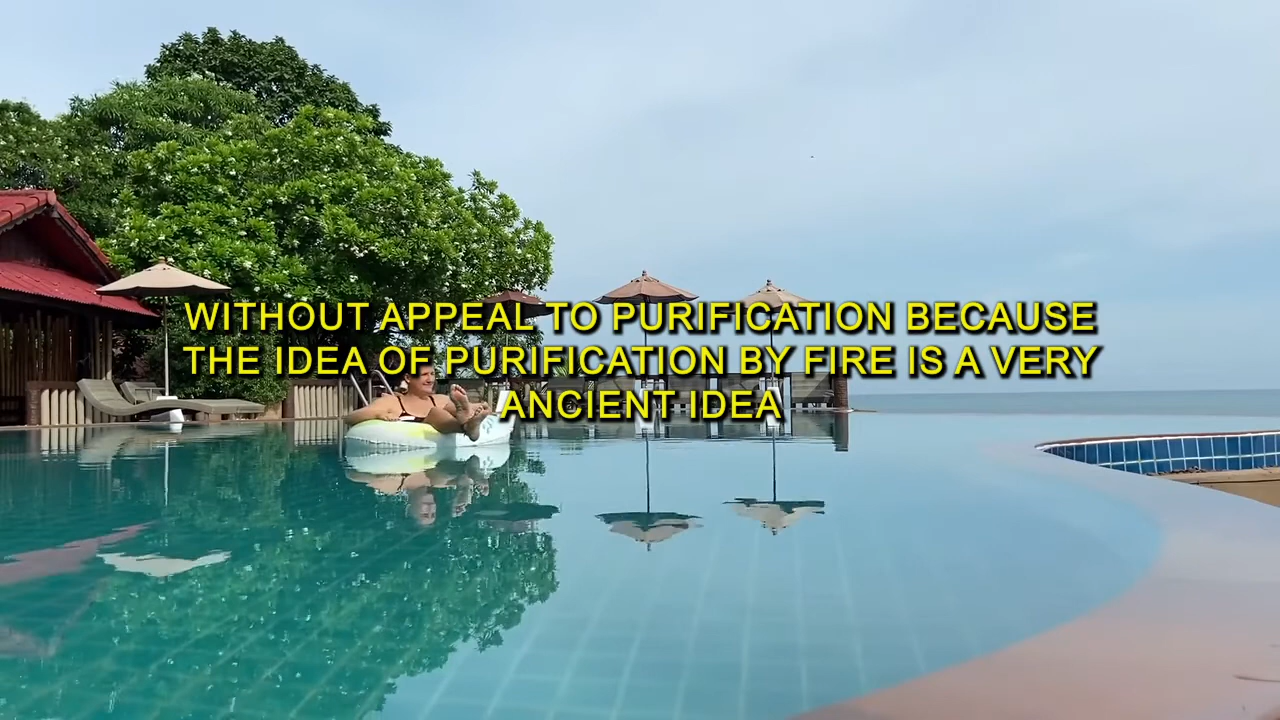 WITHOUT APPEAL TO PURIFICATION BECAUSE
THE IDEA OF PURIFICATION BY FIRE IS A VERY
ANCIENT IDEA